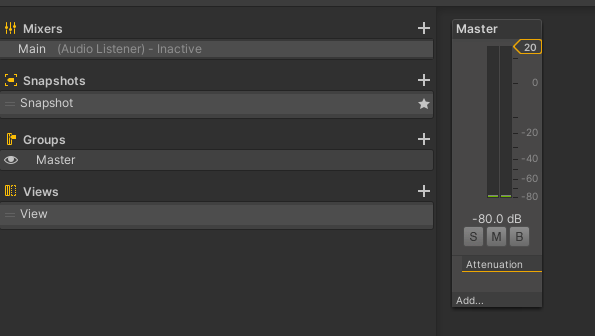 Mixers
Main (Audio Listener) - Inactive
Snapshots
Snapshot
Groups
Master
Views
View
Master
20
0
-20
-40
-60
-80
-80.0 dB
S M B
Attenuation
Add...